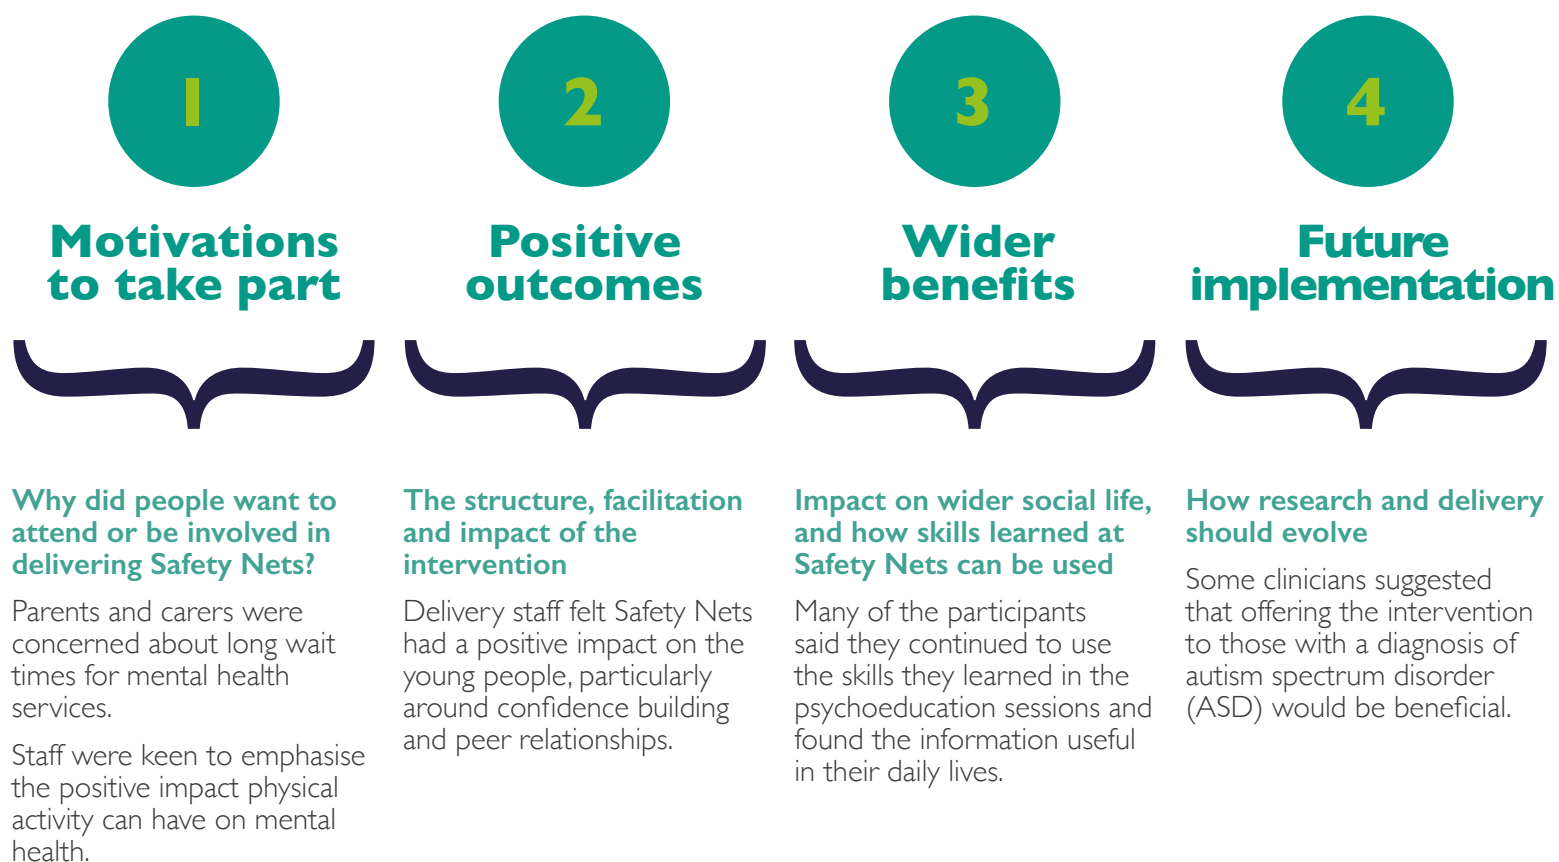 1
Motivations
to take part
Why did people want to
attend or be involved in
delivering Safety Nets?
Parents and carers were
concerned about long wait
times for mental health
services.
Staff were keen to emphasise
the positive impact physical
activity can have on mental
health.
2
Positive
outcomes
The structure, facilitation
and impact of the
intervention
Delivery staff felt Safety Nets
had a positive impact on the
young people, particularly
around confidence building
and peer relationships.
3
Wider
benefits
Impact on wider social life,
and how skills learned at
Safety Nets can be used
Many of the participants
said they continued to use
the skills they learned in the
psychoeducation sessions and
found the information useful
in their daily lives.
4
Future
implementation
How research and delivery
should evolve
Some clinicians suggested
that offering the intervention
to those with a diagnosis of
autism spectrum disorder
(ASD) would be beneficial.